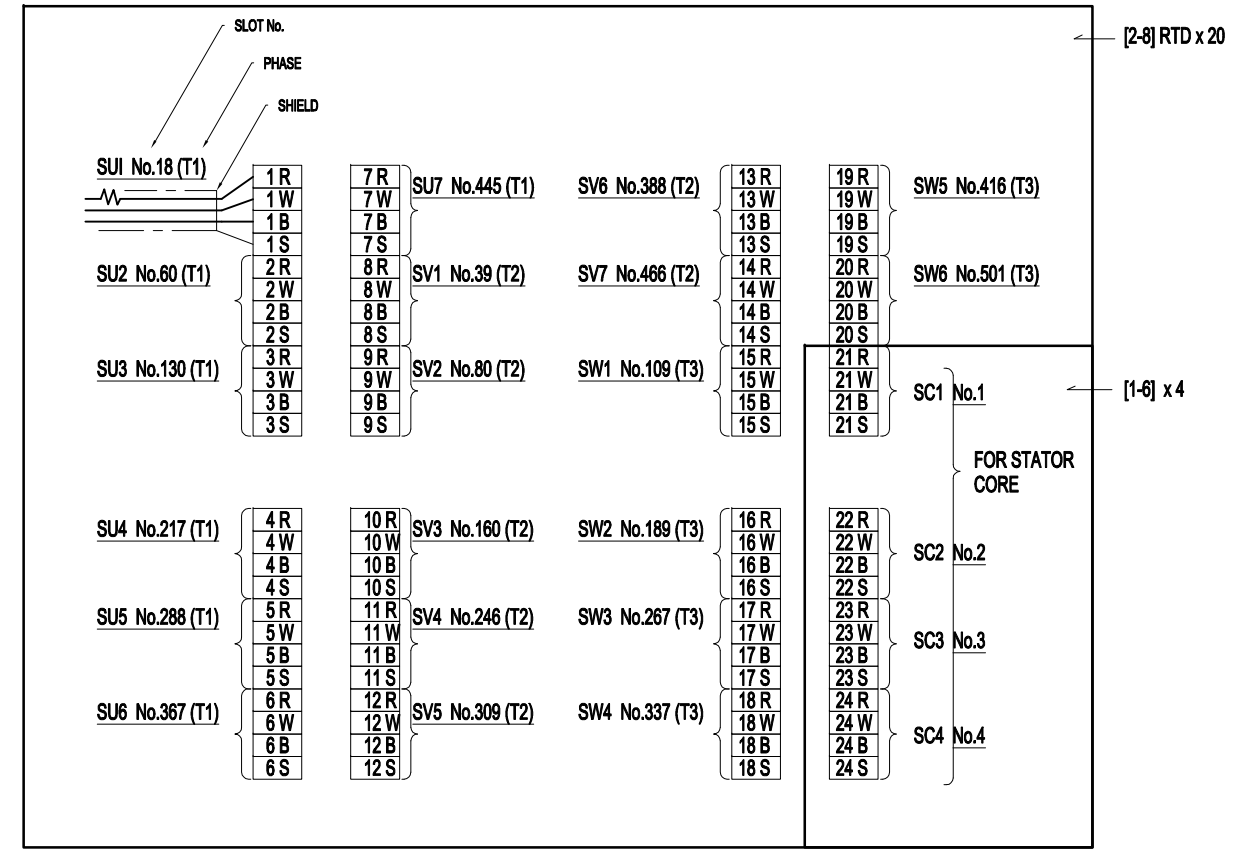 SLOT No.
PHASE
SHIELD
[2-8] RTD x 20
SUI No.18 (T1)
1 R
1 W
1 B
1 S
SU2 No.60 (T1)
2 R
2 W
2 B
2 S
SU3 No.130 (T1)
3 R
3 W
3 B
3 S
7 R
7 W
7 B
7 S
SU7 No.445 (T1)
8 R
8 W
8 B
8 S
SV1 No.39 (T2)
9 R
9 W
9 B
9 S
SV2 No.80 (T2)
SV6 No.388 (T2)
13 R
13 W
13 B
13 S
SV7 No.466 (T2)
14 R
14 W
14 B
14 S
SW1 No.109 (T3)
15 R
15 W
15 B
15 S
19 R
19 W
19 B
19 S
SW5 No.416 (T3)
20 R
20 W
20 B
20 S
SW6 No.501 (T3)
21 R
21 W
21 B
21 S
SC1 No.1
[1-6] x 4
FOR STATOR
CORE
SU4 No.217 (T1)
4 R
4 W
4 B
4 S
SU5 No.288 (T1)
5 R
5 W
5 B
5 S
SU6 No.367 (T1)
6 R
6 W
6 B
6 S
10 R
10 W
10 B
10 S
SV3 No.160 (T2)
11 R
11 W
11 B
11 S
SV4 No.246 (T2)
12 R
12 W
12 B
12 S
SV5 No.309 (T2)
SW2 No.189 (T3)
16 R
16 W
16 B
16 S
SW3 No.267 (T3)
17 R
17 W
17 B
17 S
SW4 No.337 (T3)
18 R
18 W
18 B
18 S
22 R
22 W
22 B
22 S
SC2 No.2
23 R
23 W
23 B
23 S
SC3 No.3
24 R
24 W
24 B
24 S
SC4 No.4